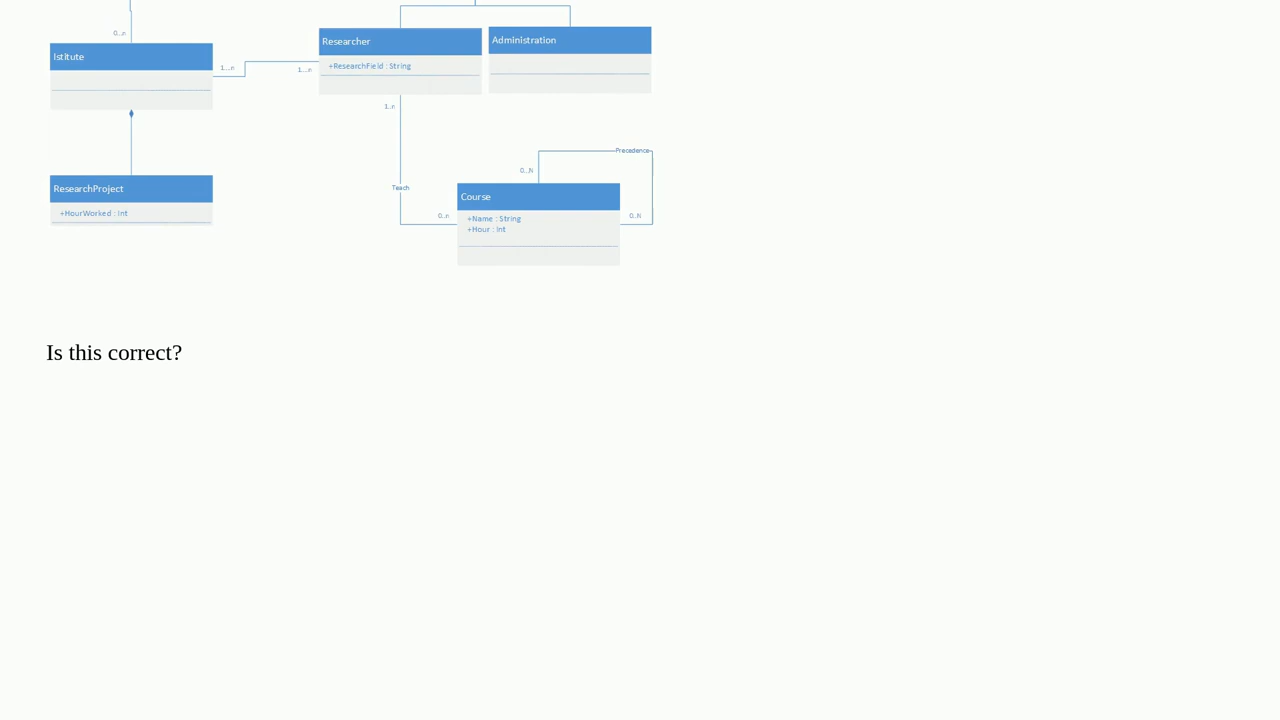 0...n
Istitute
1....n
1....n
Researcher
+ResearchField : String
Administration
1..n
Teach
0..n
ResearchProject
+HourWorked : Int
Precedence
0...N
0..N
Course
+Name : String
+Hour : int
Is this correct?